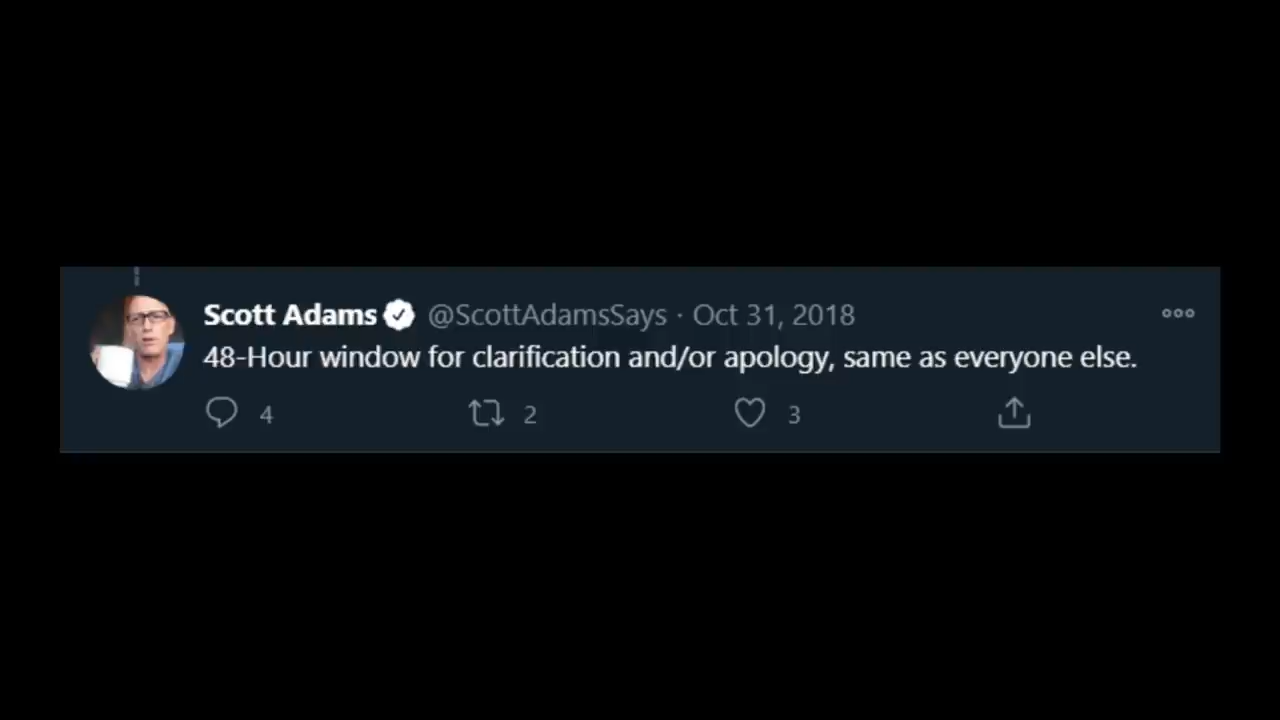 Scott Adams @ScottAdamsSays · Oct 31, 2018
48-Hour window for clarification and/or apology, same as everyone else.
4 2 3